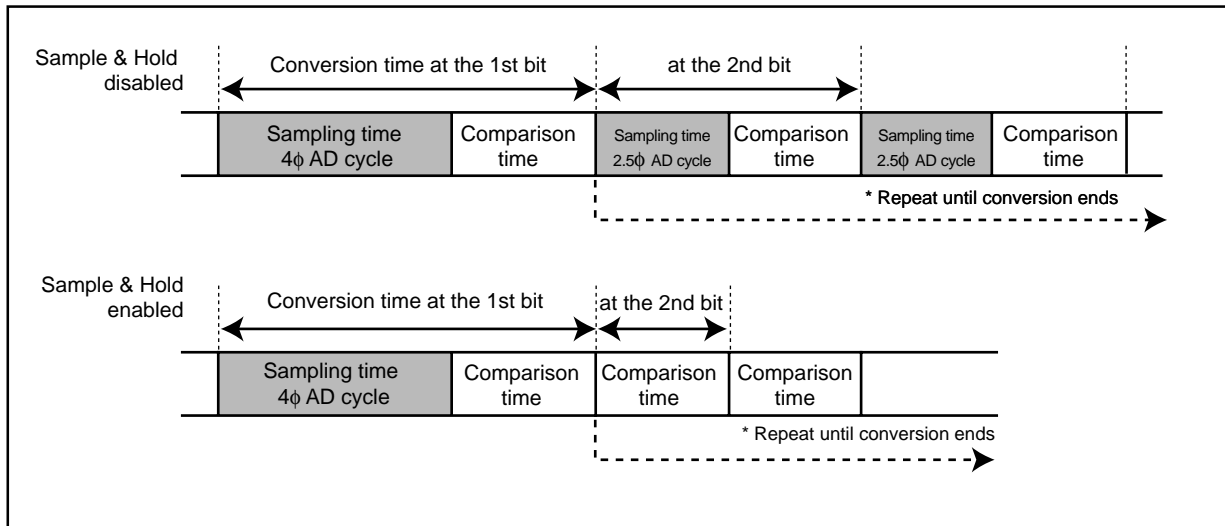 Sample & Hold
disabled
Conversion time at the 1st bit
at the 2nd bit
Sampling time
4ϕ AD cycle
Comparison
time
Sampling time
2.5ϕ AD cycle
Comparison
time
Sampling time
2.5ϕ AD cycle
Comparison
time
* Repeat until conversion ends
Sample & Hold
enabled
Conversion time at the 1st bit
at the 2nd bit
Sampling time
4ϕ AD cycle
Comparison
time
Comparison
time
Comparison
time
* Repeat until conversion ends